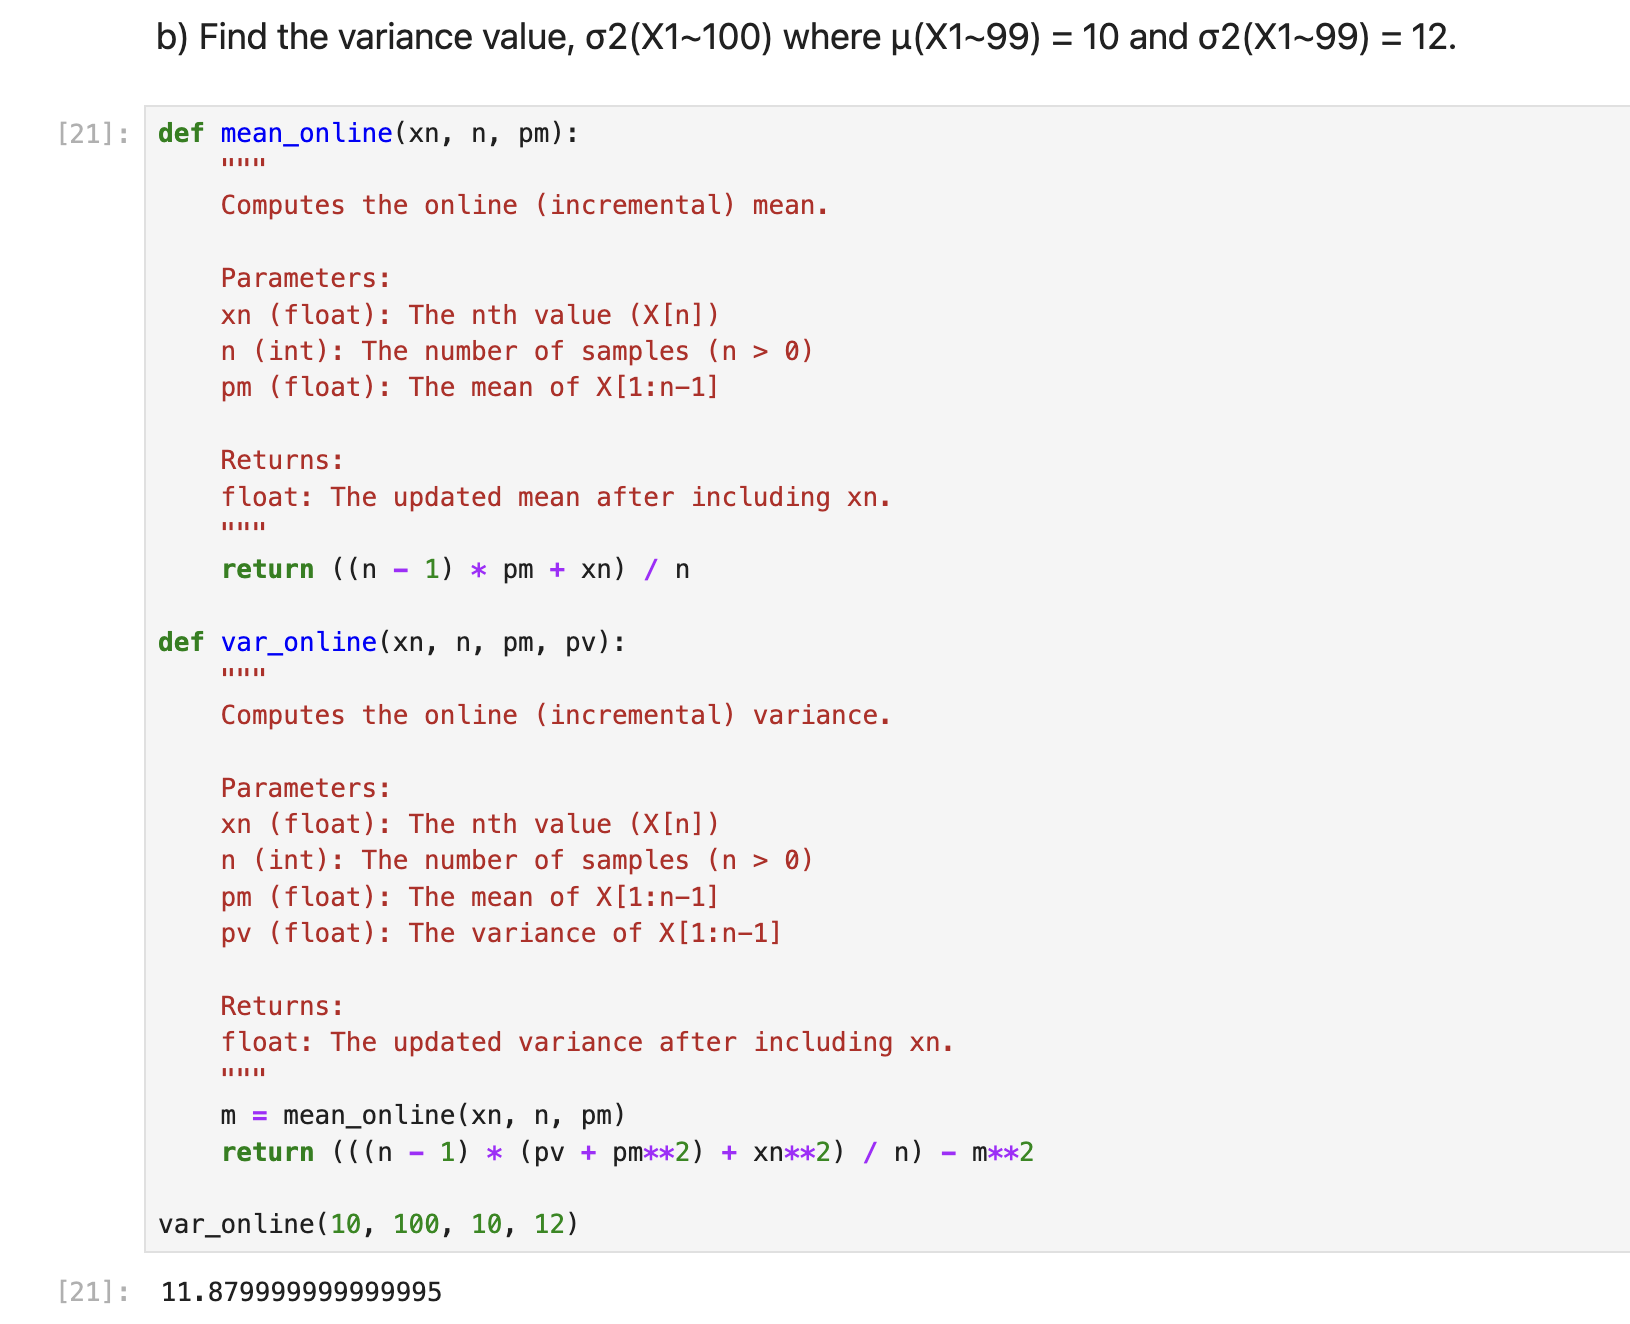 b) Find the variance value, σ2(X1~100) where μ(X1~99) = 10 and σ2(X1~99) = 12.
[21]: def mean_online(xn, n, pm):
    """
    Computes the online (incremental) mean.

    Parameters:
    xn (float): The nth value (X[n])
    n (int): The number of samples (n > 0)
    pm (float): The mean of X[1:n-1]

    Returns:
    float: The updated mean after including xn.
    """
    return ((n - 1) * pm + xn) / n

def var_online(xn, n, pm, pv):
    """
    Computes the online (incremental) variance.

    Parameters:
    xn (float): The nth value (X[n])
    n (int): The number of samples (n > 0)
    pm (float): The mean of X[1:n-1]
    pv (float): The variance of X[1:n-1]

    Returns:
    float: The updated variance after including xn.
    """
    m = mean_online(xn, n, pm)
    return (((n - 1) * (pv + pm**2) + xn**2) / n) - m**2

var_online(10, 100, 10, 12)
[21]: 11.879999999999995